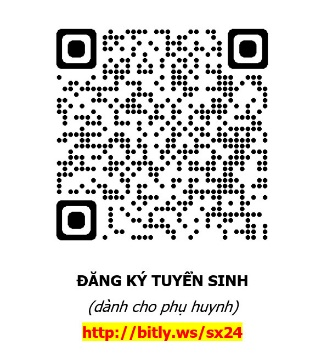 ĐĂNG KÝ TUYỂN SINH
(dành cho phụ huynh)
http://bitly.ws/sx24